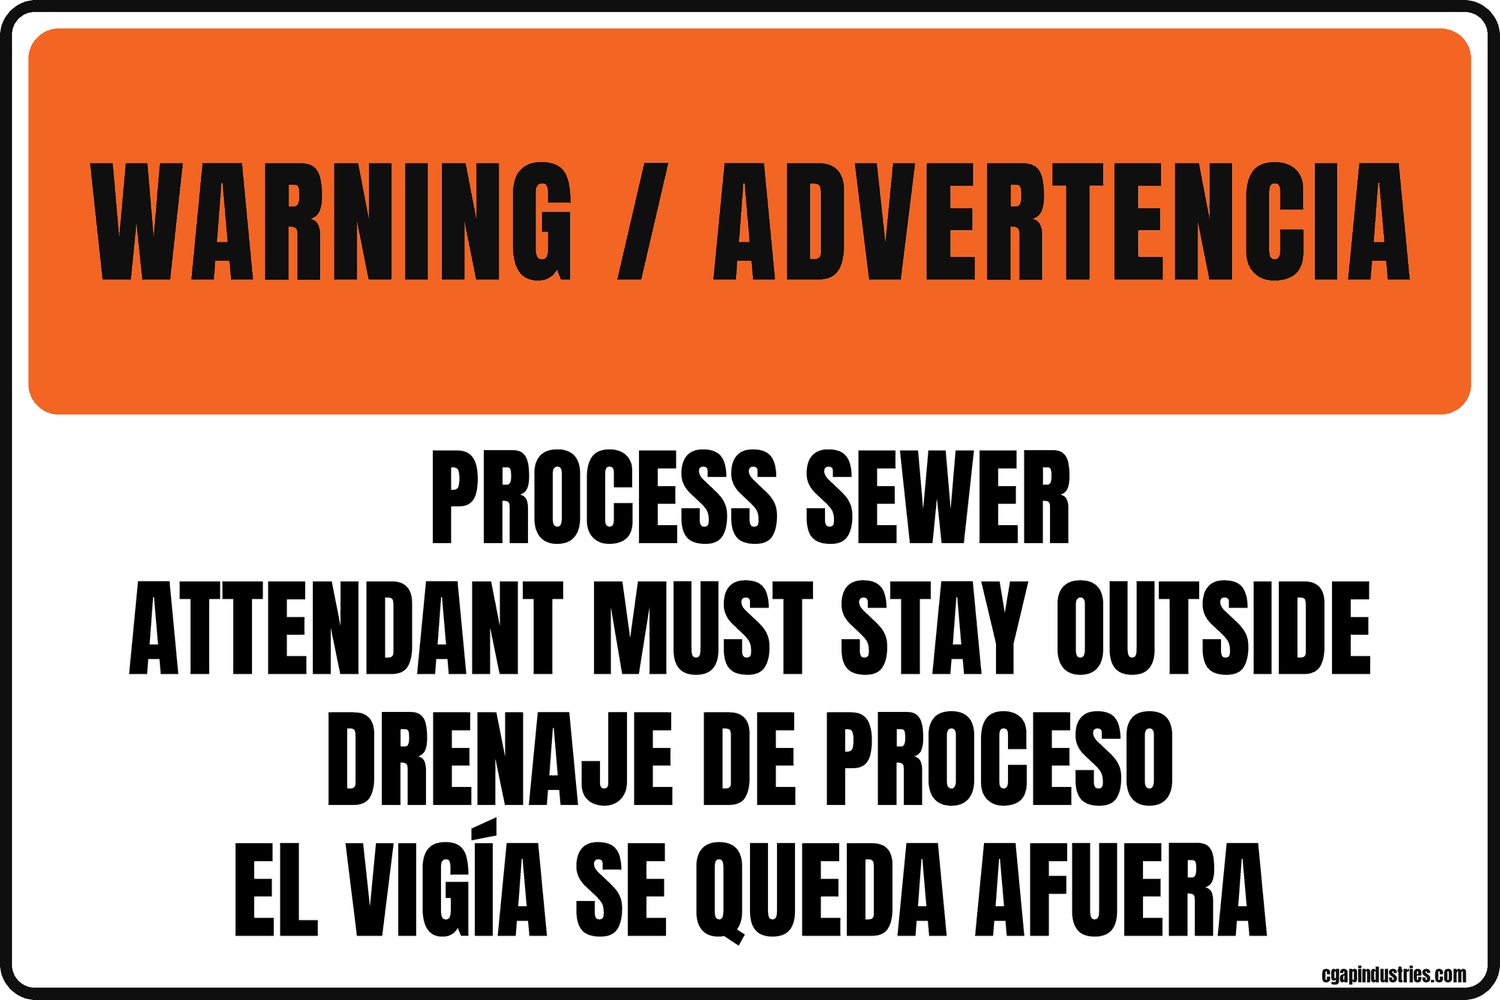 WARNING / ADVERTENCIA
PROCESS SEWER
ATTENDANT MUST STAY OUTSIDE
DRENAJE DE PROCESO
EL VIGÍA SE QUEDA AFUERA
cgapindustries.com